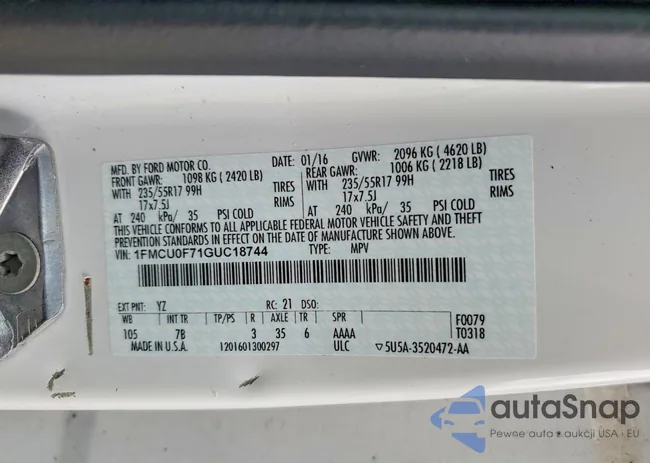 MFD. BY FORD MOTOR CO. DATE: 01/16 GVWR: 2096 KG ( 4620 LB)
FRONT GAWR: 1098 KG ( 2420 LB) REAR GAWR: 1006 KG ( 2218 LB)
WITH 235/55R17 99H TIRES WITH 235/55R17 99H TIRES
17x7.5J RIMS 17x7.5J RIMS
AT 240 kPa/ 35 PSI COLD AT 240 kPa/ 35 PSI COLD
THIS VEHICLE CONFORMS TO ALL APPLICABLE FEDERAL MOTOR VEHICLE SAFETY AND THEFT
PREVENTION STANDARDS IN EFFECT ON THE DATE OF MANUFACTURE SHOWN ABOVE.
VIN: 1FMCU0F71GUC18744 TYPE: MPV
EXT PNT: YZ RC: 21 DSO: F0079
WB INT TR TP/PS R AXLE TR SPR T0318
105 7B 3 35 6 AAAA
MADE IN U.S.A. 1201601300297 ULC ▽5U5A-3520472-AA
autaSnap
Pewne auto z aukcji USA · EU